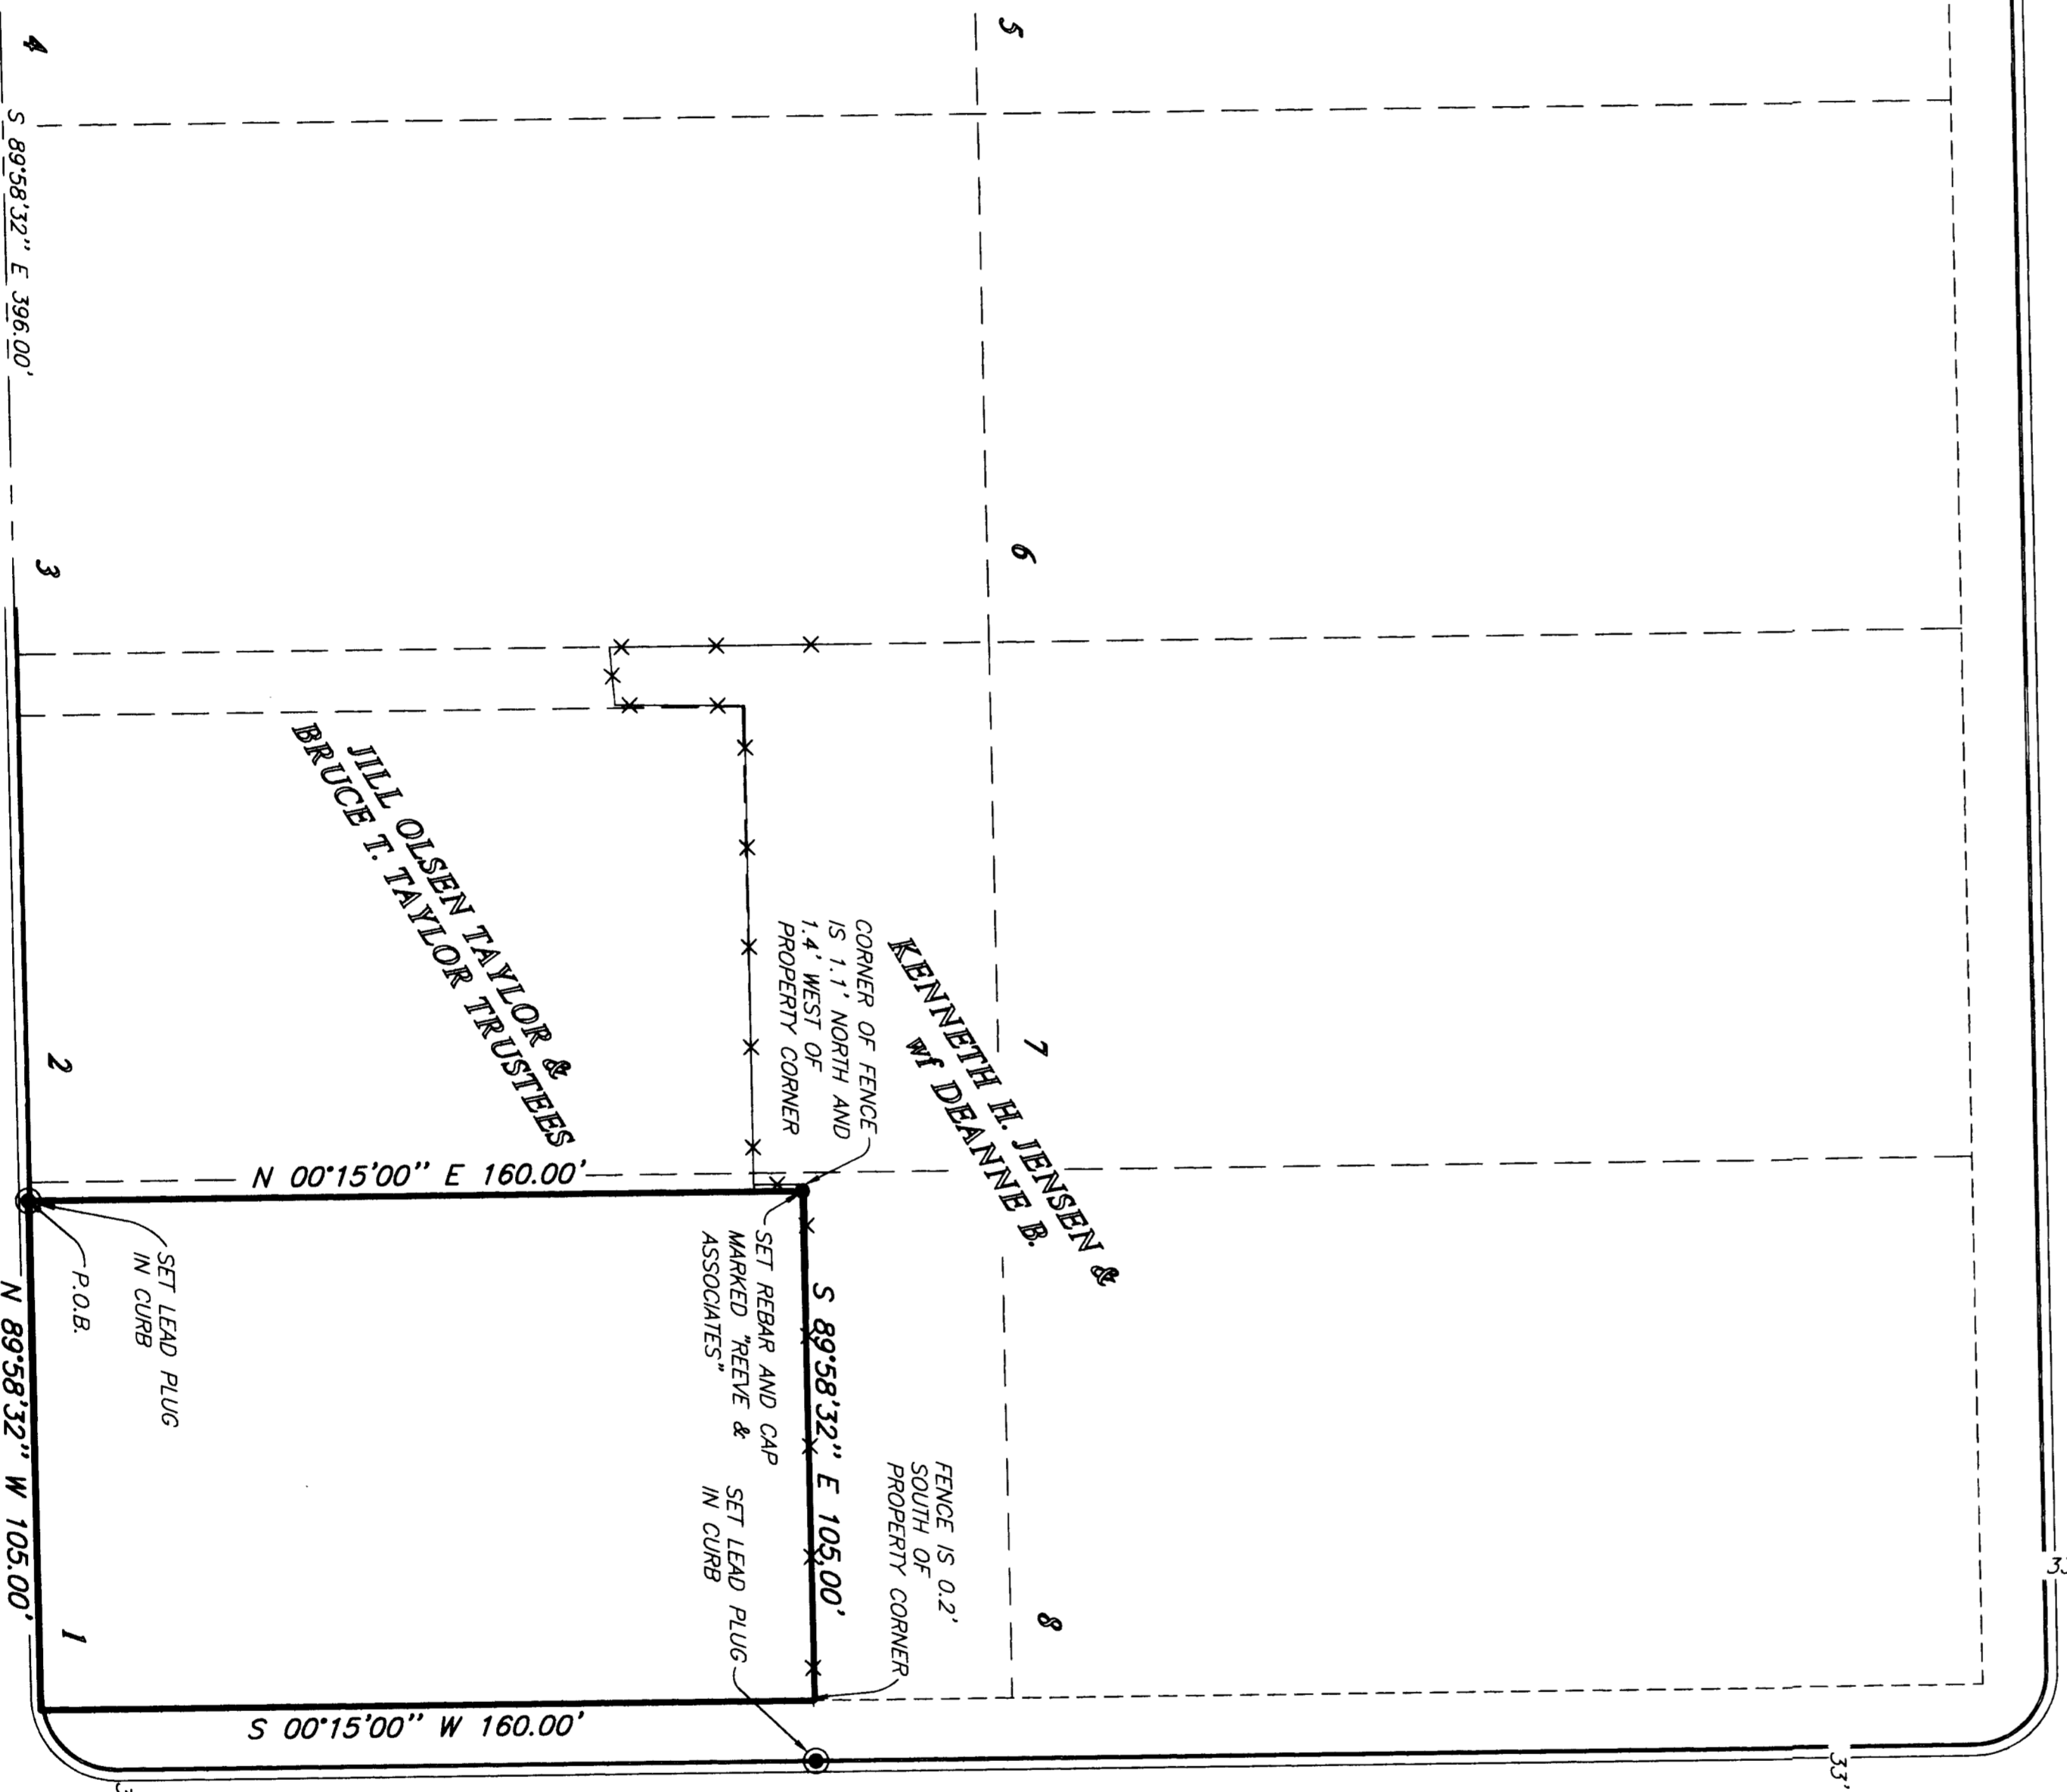 4
S 89°58'32" E 396.00'
5
3
6
JILL OLSEN TAYLOR &
BRUCE T. TAYLOR TRUSTEES
KENNETH H. JENSEN &
wf DEANNE B.
7
2
CORNER OF FENCE
IS 1.1' NORTH AND
1.4' WEST OF
PROPERTY CORNER
N 00°15'00" E 160.00'
SET LEAD PLUG
IN CURB
P.O.B.
SET REBAR AND CAP
MARKED "REEVE &
ASSOCIATES"
S 89°58'32" E 105.00'
FENCE IS 0.2'
SOUTH OF
PROPERTY CORNER
SET LEAD PLUG
IN CURB
N 89°58'32" W 105.00'
1
8
S 00°15'00" W 160.00'
33'